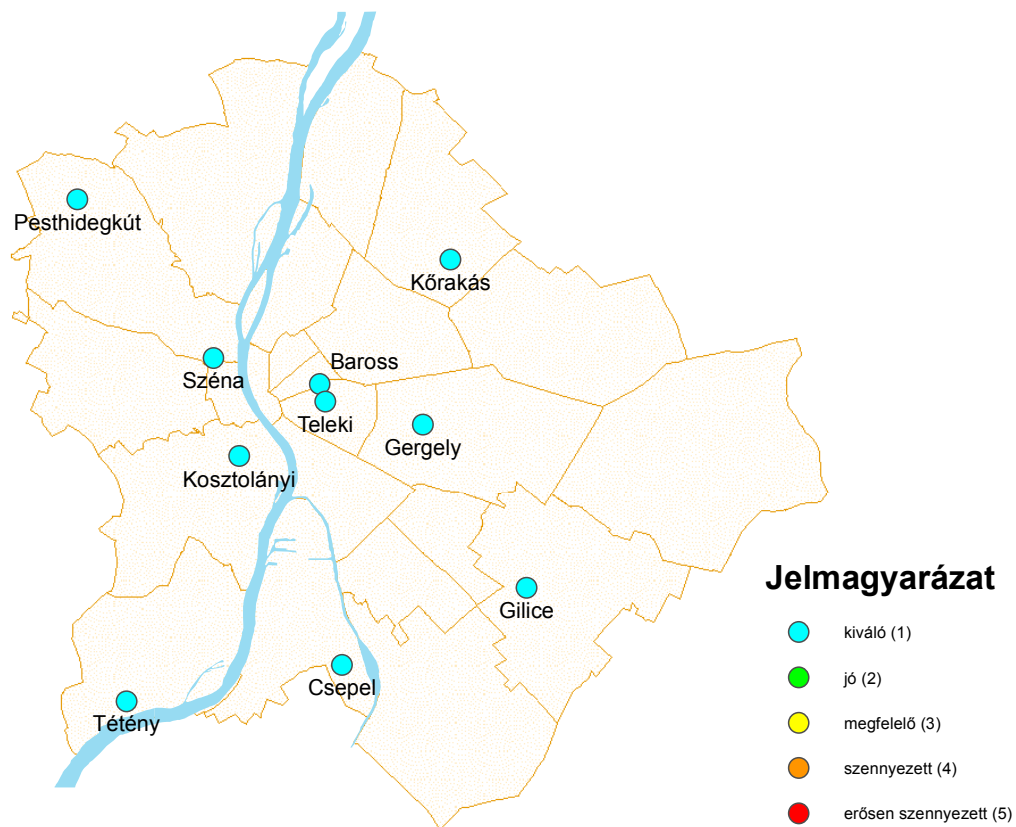 Pesthidegkút
Kőrakás
Baross
Széna
Teleki
Gergely
Kosztolányi
Gilice
Csepel
Tétény
Jelmagyarázat
kiváló (1)
jó (2)
megfelelő (3)
szennyezett (4)
erősen szennyezett (5)